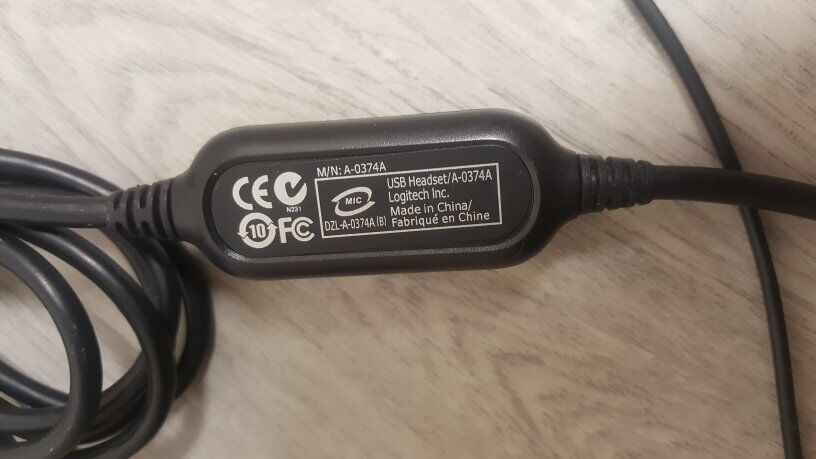 M/N: A-0374A
CE
N231
10
FC
MIC
DZL-A-0374A (B)
USB Headset/A-0374A
Logitech Inc.
Made in China/
Fabriqué en Chine